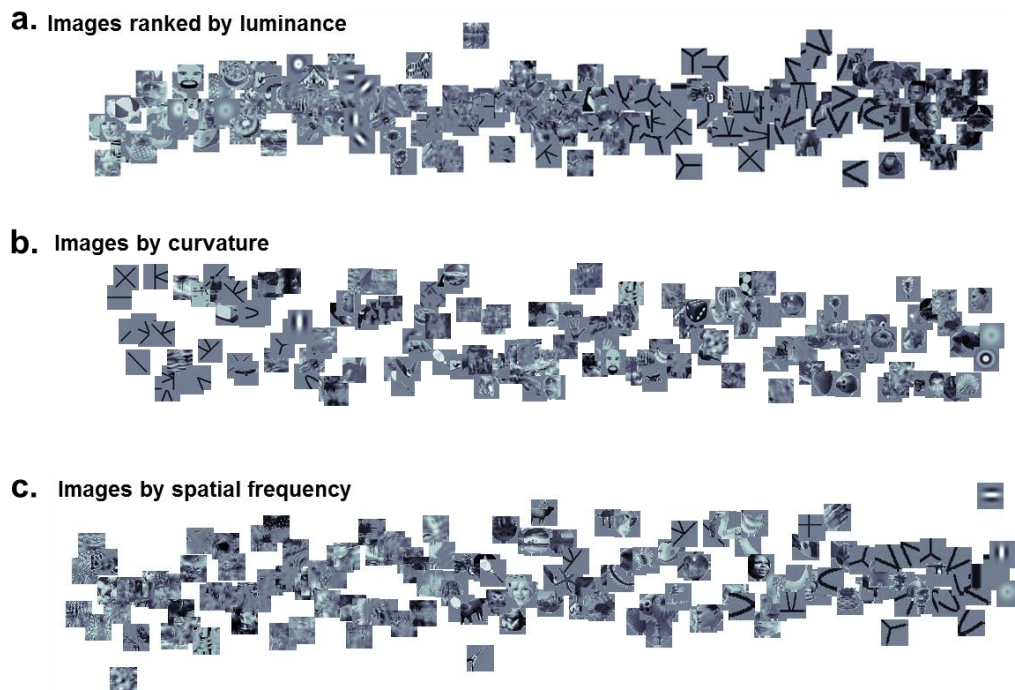 a. Images ranked by luminance
b. Images by curvature
c. Images by spatial frequency